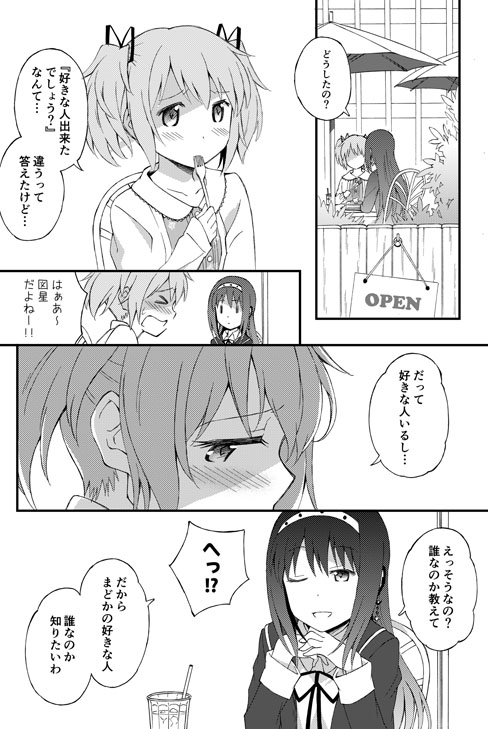 どうしたの？
OPEN
『好きな人出来た
でしょう？』
なんて…
違うって
答えたけど…
はぁあ～
図星
だよねー!!
だって
好きな人いるし…
えっそうなの？
誰なのか教えて
へっ!?
だから
まどかの好きな人
誰なのか
知りたいわ